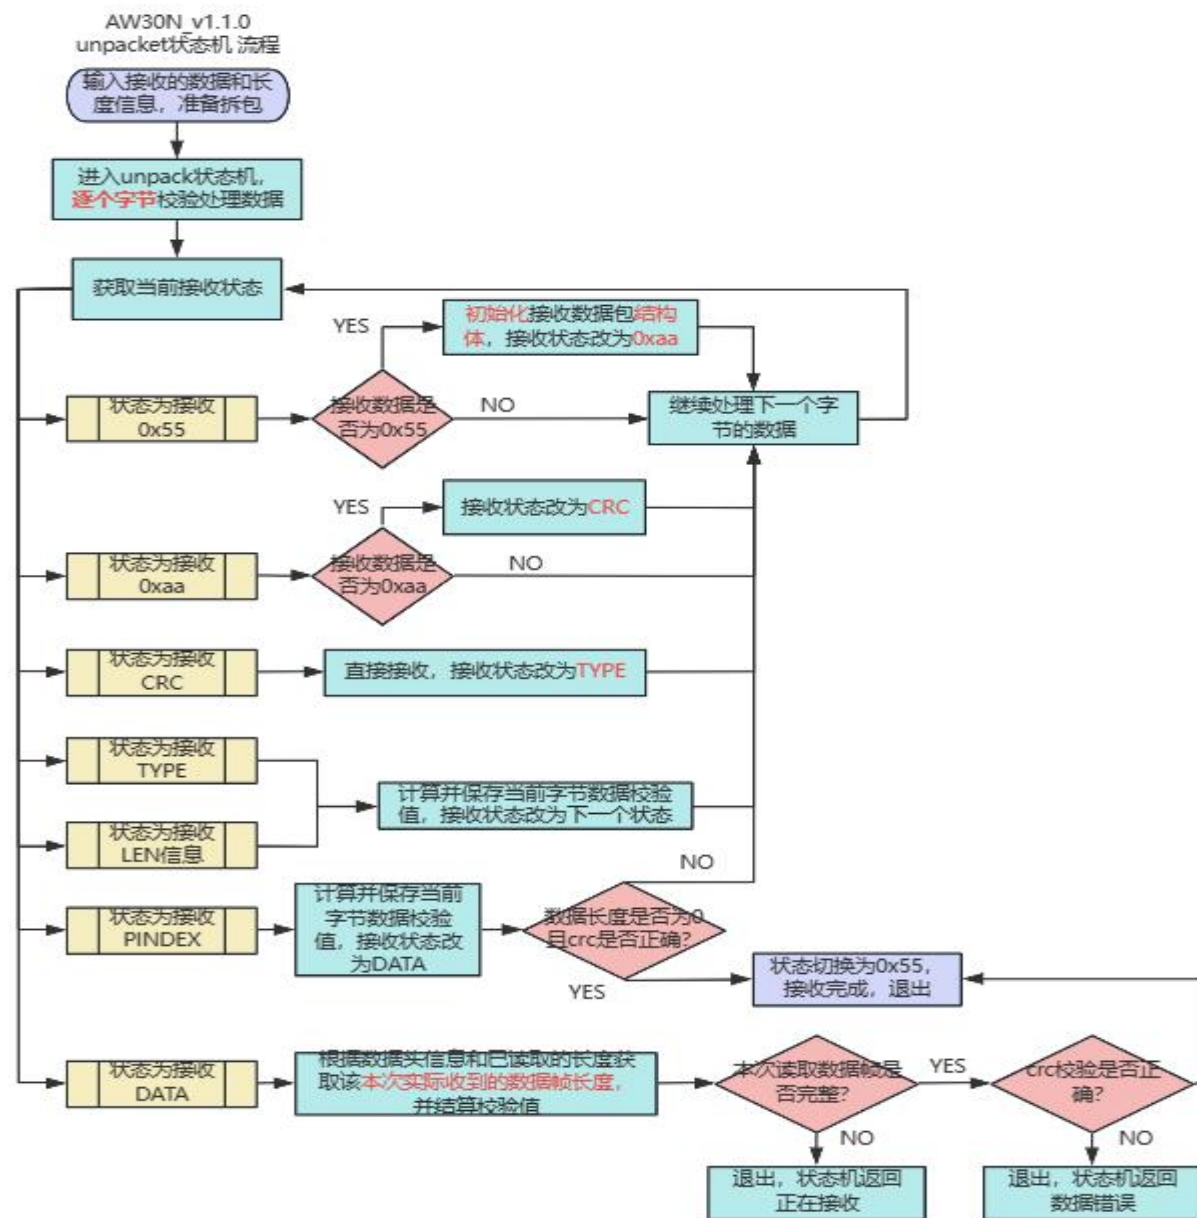 AW30N_v1.1.0
unpacket状态机 流程
输入接收的数据和长
度信息，准备拆包
进入unpack状态机，
逐个字节校验处理数据
获取当前接收状态
YES
初始化接收数据包结构
体，接收状态改为0xaa
状态为接收
0x55
接收数据是
否为0x55
NO
继续处理下一个字
节的数据
YES
接收状态改为CRC
状态为接收
0xaa
接收数据是
否为0xaa
NO
状态为接收
CRC
直接接收，接收状态改为TYPE
状态为接收
TYPE
计算并保存当前字节数据校验
值，接收状态改为下一个状态
状态为接收
LEN信息
NO
状态为接收
PINDEX
计算并保存当前
字节数据校验
值，接收状态改
为DATA
数据长度是否为0
且crc是否正确？
YES
状态切换为0x55，
接收完成，退出
状态为接收
DATA
根据数据头信息和已读取的长度获
取该本次实际收到的数据帧长度，
并结算校验值
本次读取数据帧是
否完整？
YES
crc校验是否正
确？
NO
NO
退出，状态机返回
正在接收
退出，状态机返回
数据错误